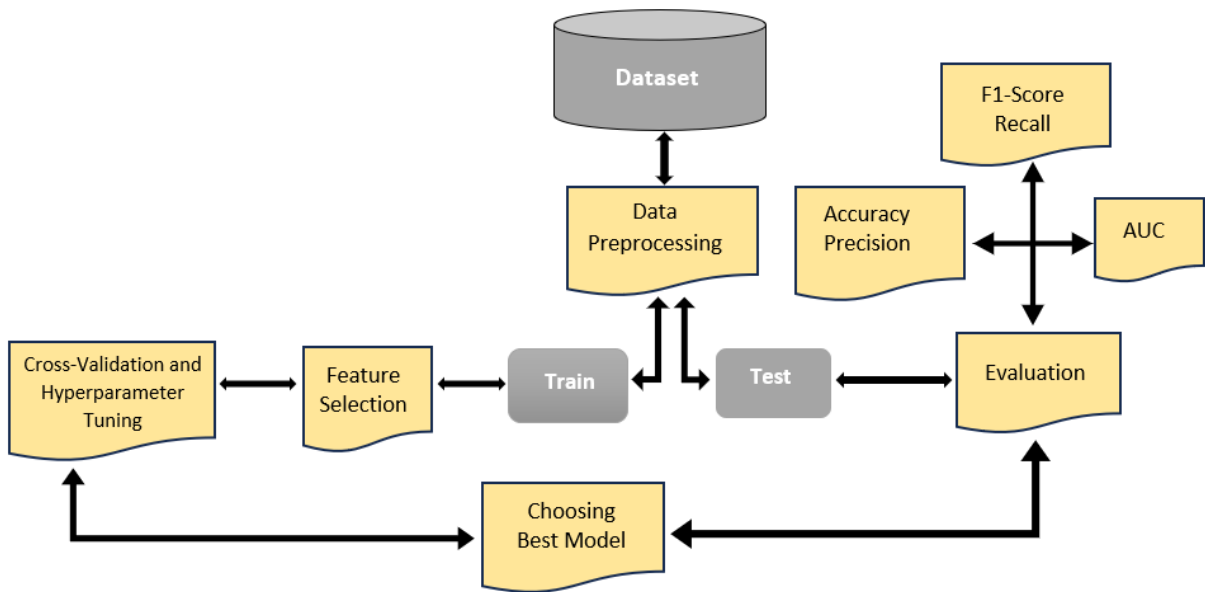 Dataset
F1-Score
Recall
Data
Preprocessing
Accuracy
Precision
AUC
Cross-Validation and
Hyperparameter
Tuning
Feature
Selection
Train
Test
Evaluation
Choosing
Best Model